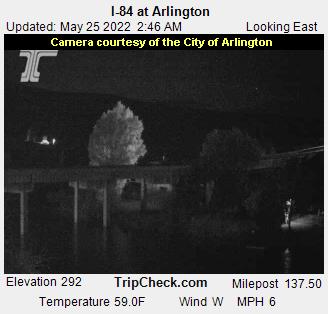 I-84 at Arlington
Updated: May 25 2022 2:46 AM Looking East
Camera courtesy of the City of Arlington
Elevation 292 TripCheck.com Milepost 137.50
Temperature 59.0F Wind W MPH 6